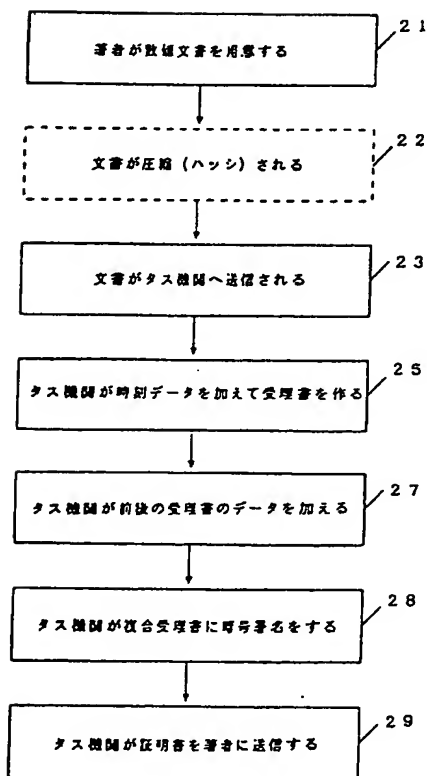 著者が数値文書を用意する
21
文書が圧縮(ハッシ)される
22
文書がタス機関へ送信される
23
タス機関が時刻データを加えて受理書を作る
25
タス機関が前後の受理書のデータを加える
27
タス機関が複合受理書に暗号署名をする
28
タス機関が証明書を著者に送信する
29